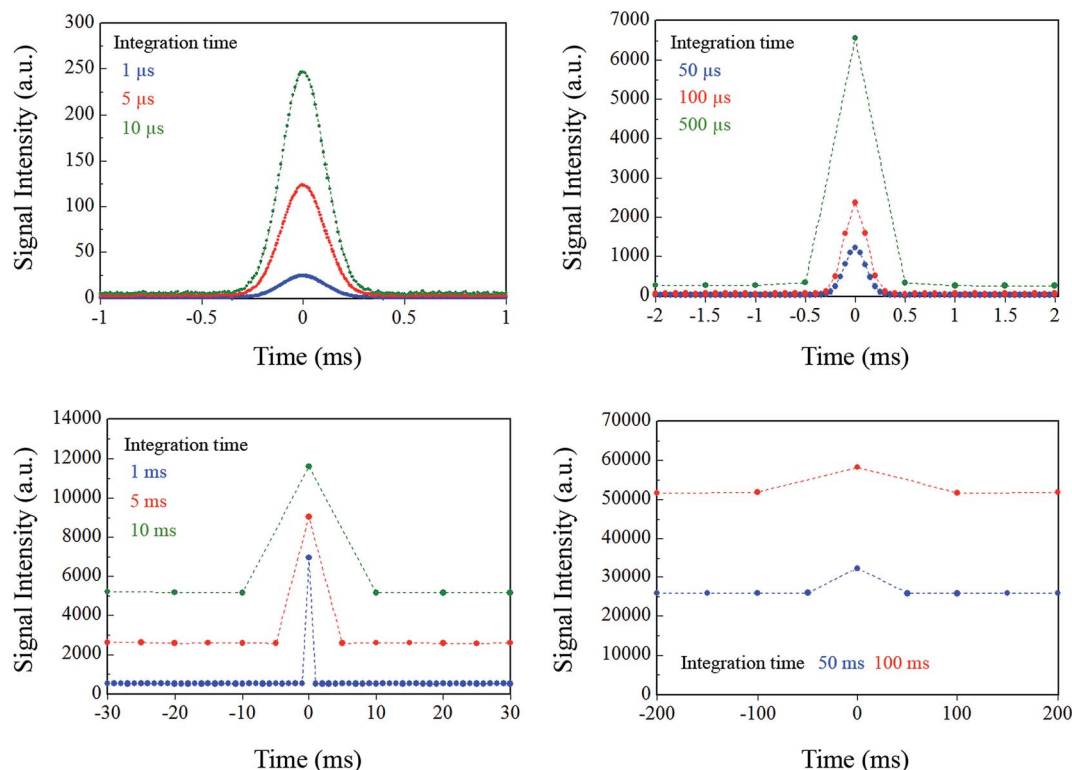 Signal Intensity (a.u.)
300
250
200
150
100
50
0
Integration time
1 µs
5 µs
10 µs
-1
-0.5
0
0.5
1
Time (ms)
Signal Intensity (a.u.)
7000
6000
5000
4000
3000
2000
1000
0
Integration time
50 µs
100 µs
500 µs
-2
-1.5
-1
-0.5
0
0.5
1
1.5
2
Time (ms)
Signal Intensity (a.u.)
14000
12000
10000
8000
6000
4000
2000
0
Integration time
1 ms
5 ms
10 ms
-30
-20
-10
0
10
20
30
Time (ms)
Signal Intensity (a.u.)
70000
60000
50000
40000
30000
20000
10000
0
Integration time 50 ms 100 ms
-200
-100
0
100
200
Time (ms)